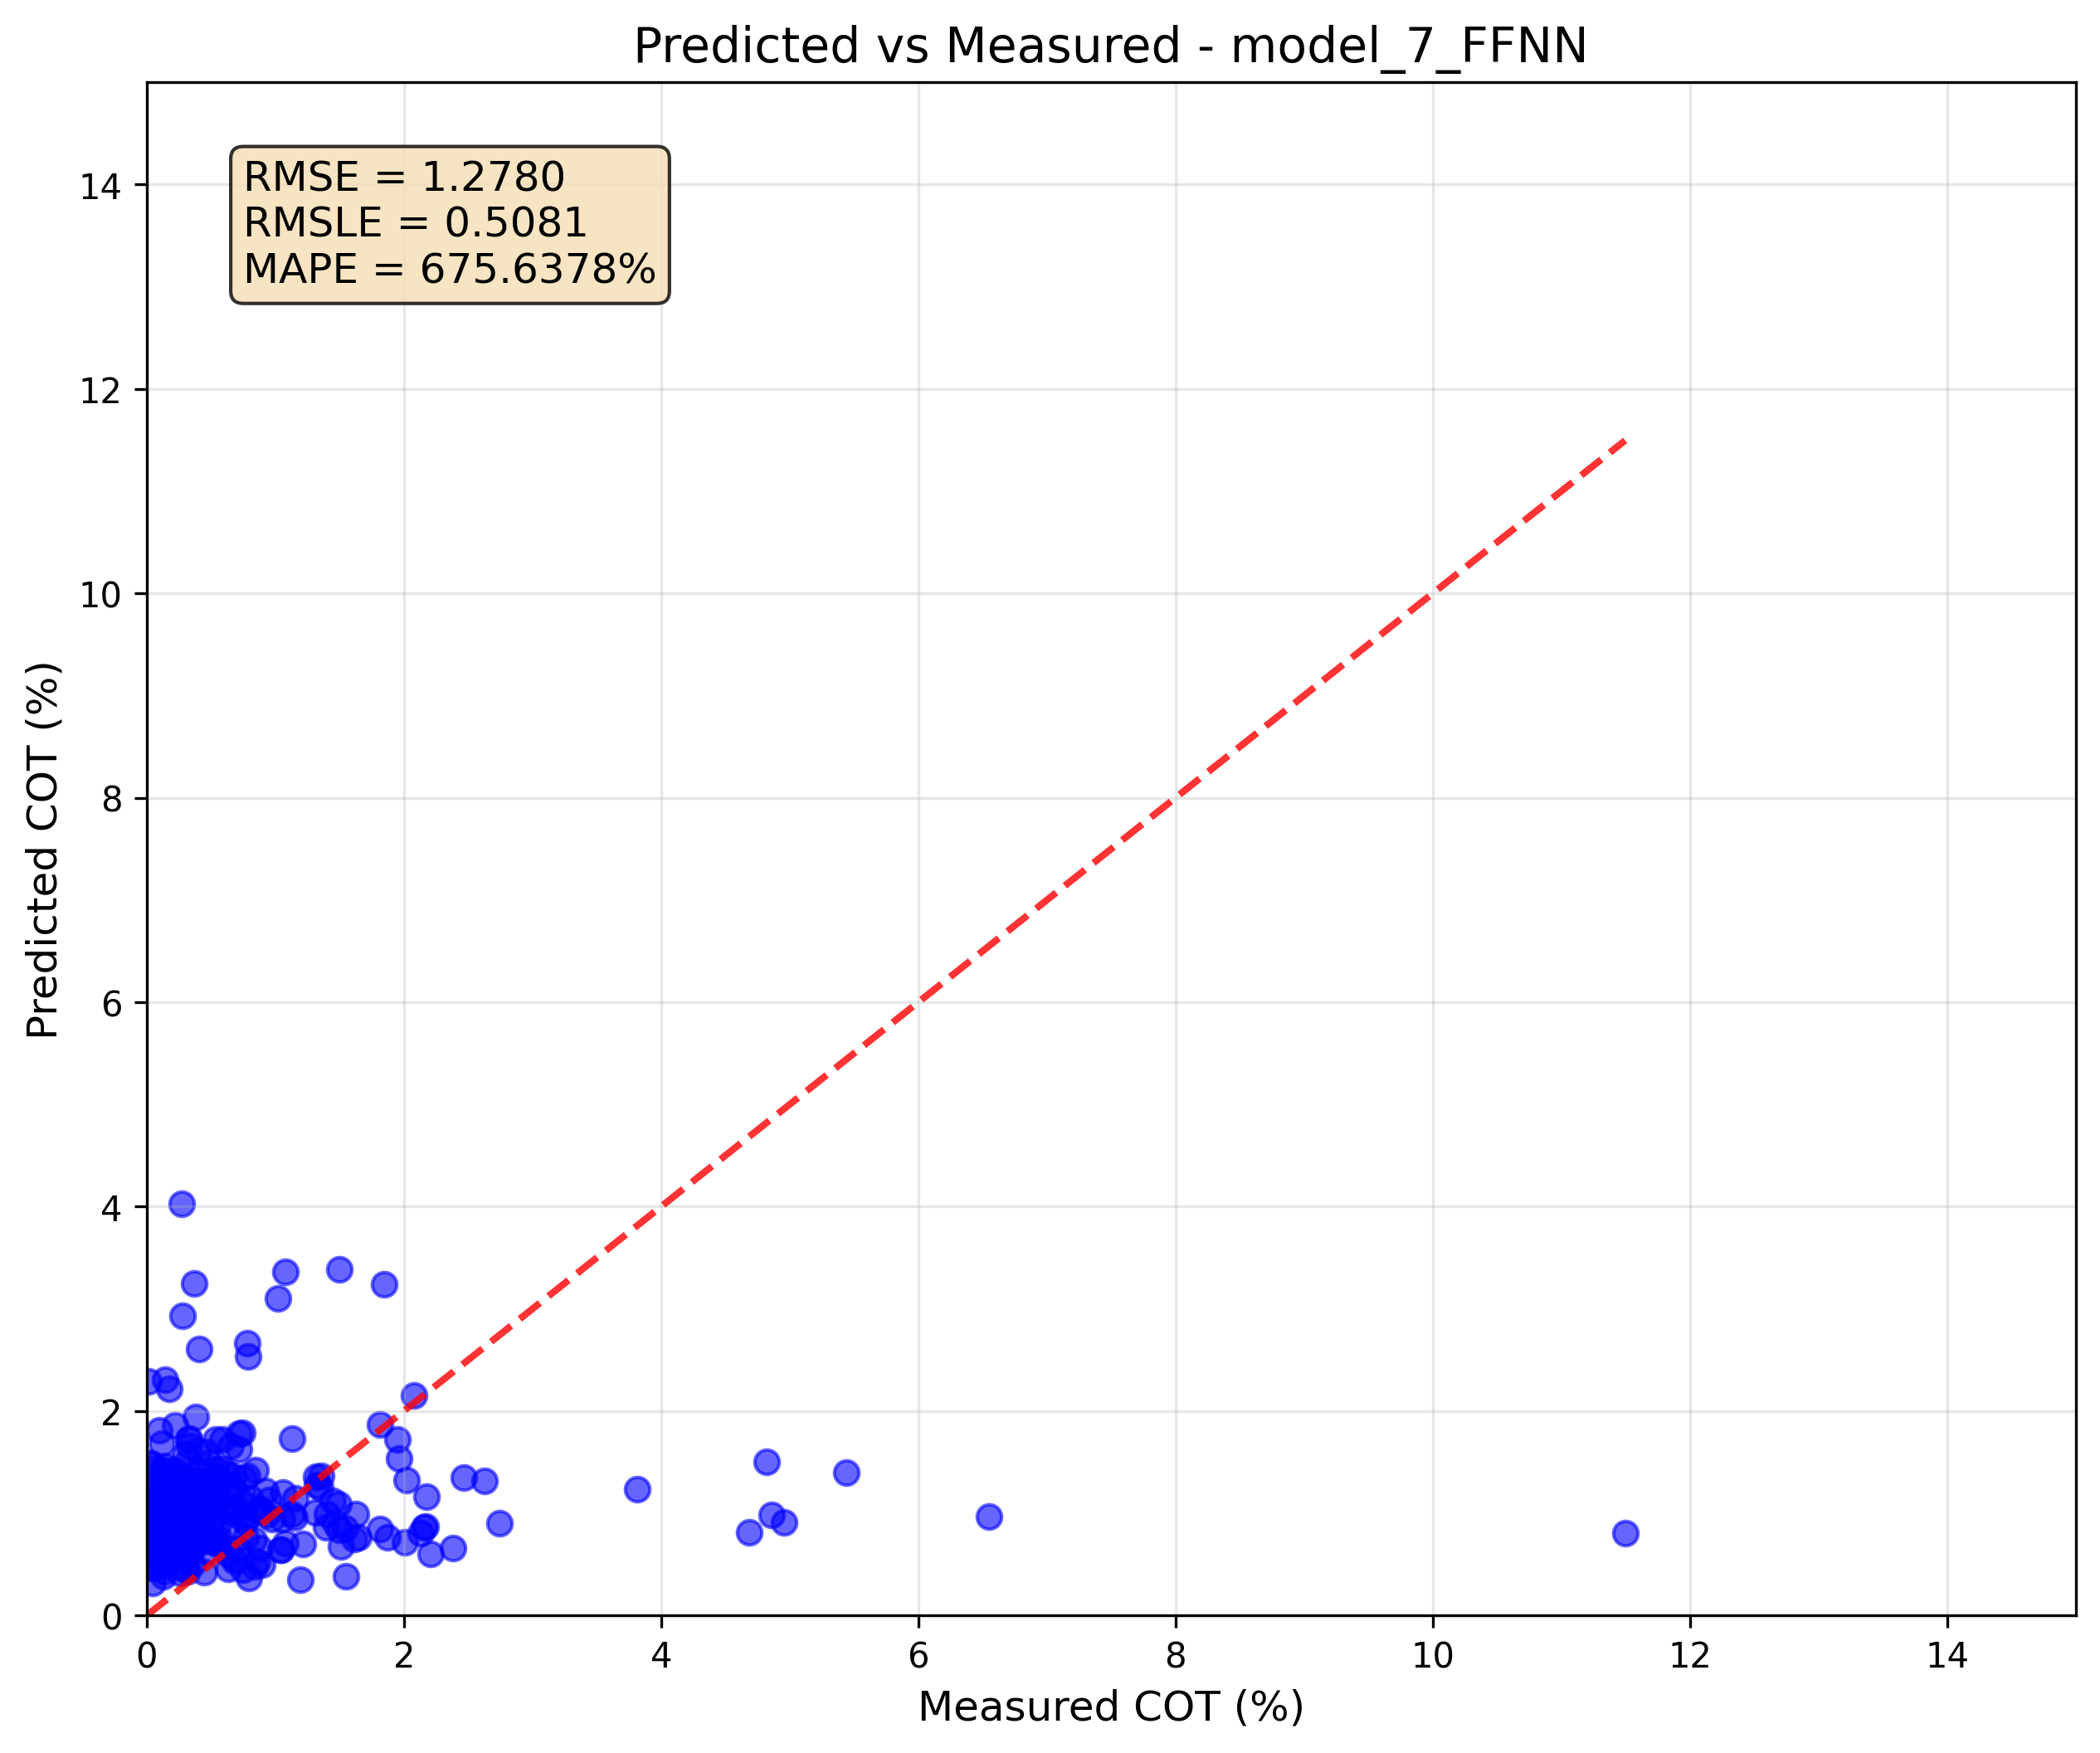 Predicted vs Measured - model_7_FFNN
RMSE = 1.2780
RMSLE = 0.5081
MAPE = 675.6378%
14
12
10
8
6
4
2
0
Predicted COT (%)
0 2 4 6 8 10 12 14
Measured COT (%)